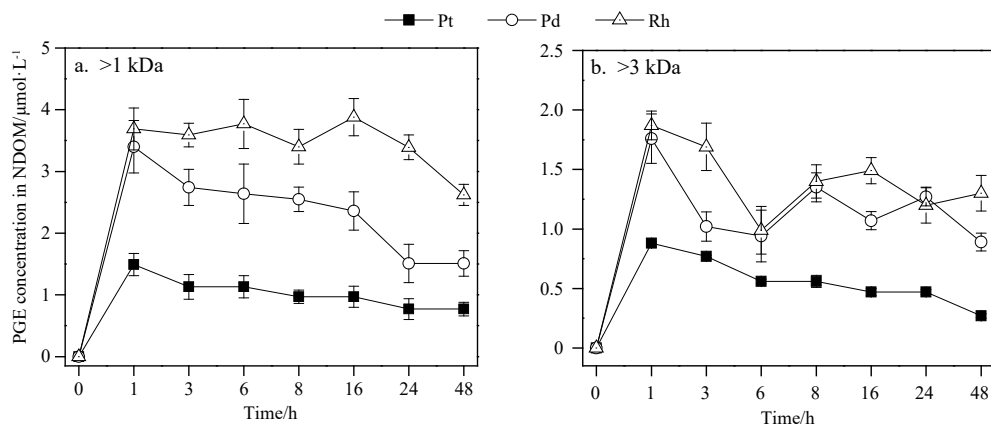 Pt Pd Rh
a. >1 kDa
PGE concentration in NDOM/μmol·L⁻¹
5
4
3
2
1
0
0 1 3 6 8 16 24 48
Time/h
b. >3 kDa
2.5
2.0
1.5
1.0
0.5
0
0 1 3 6 8 16 24 48
Time/h